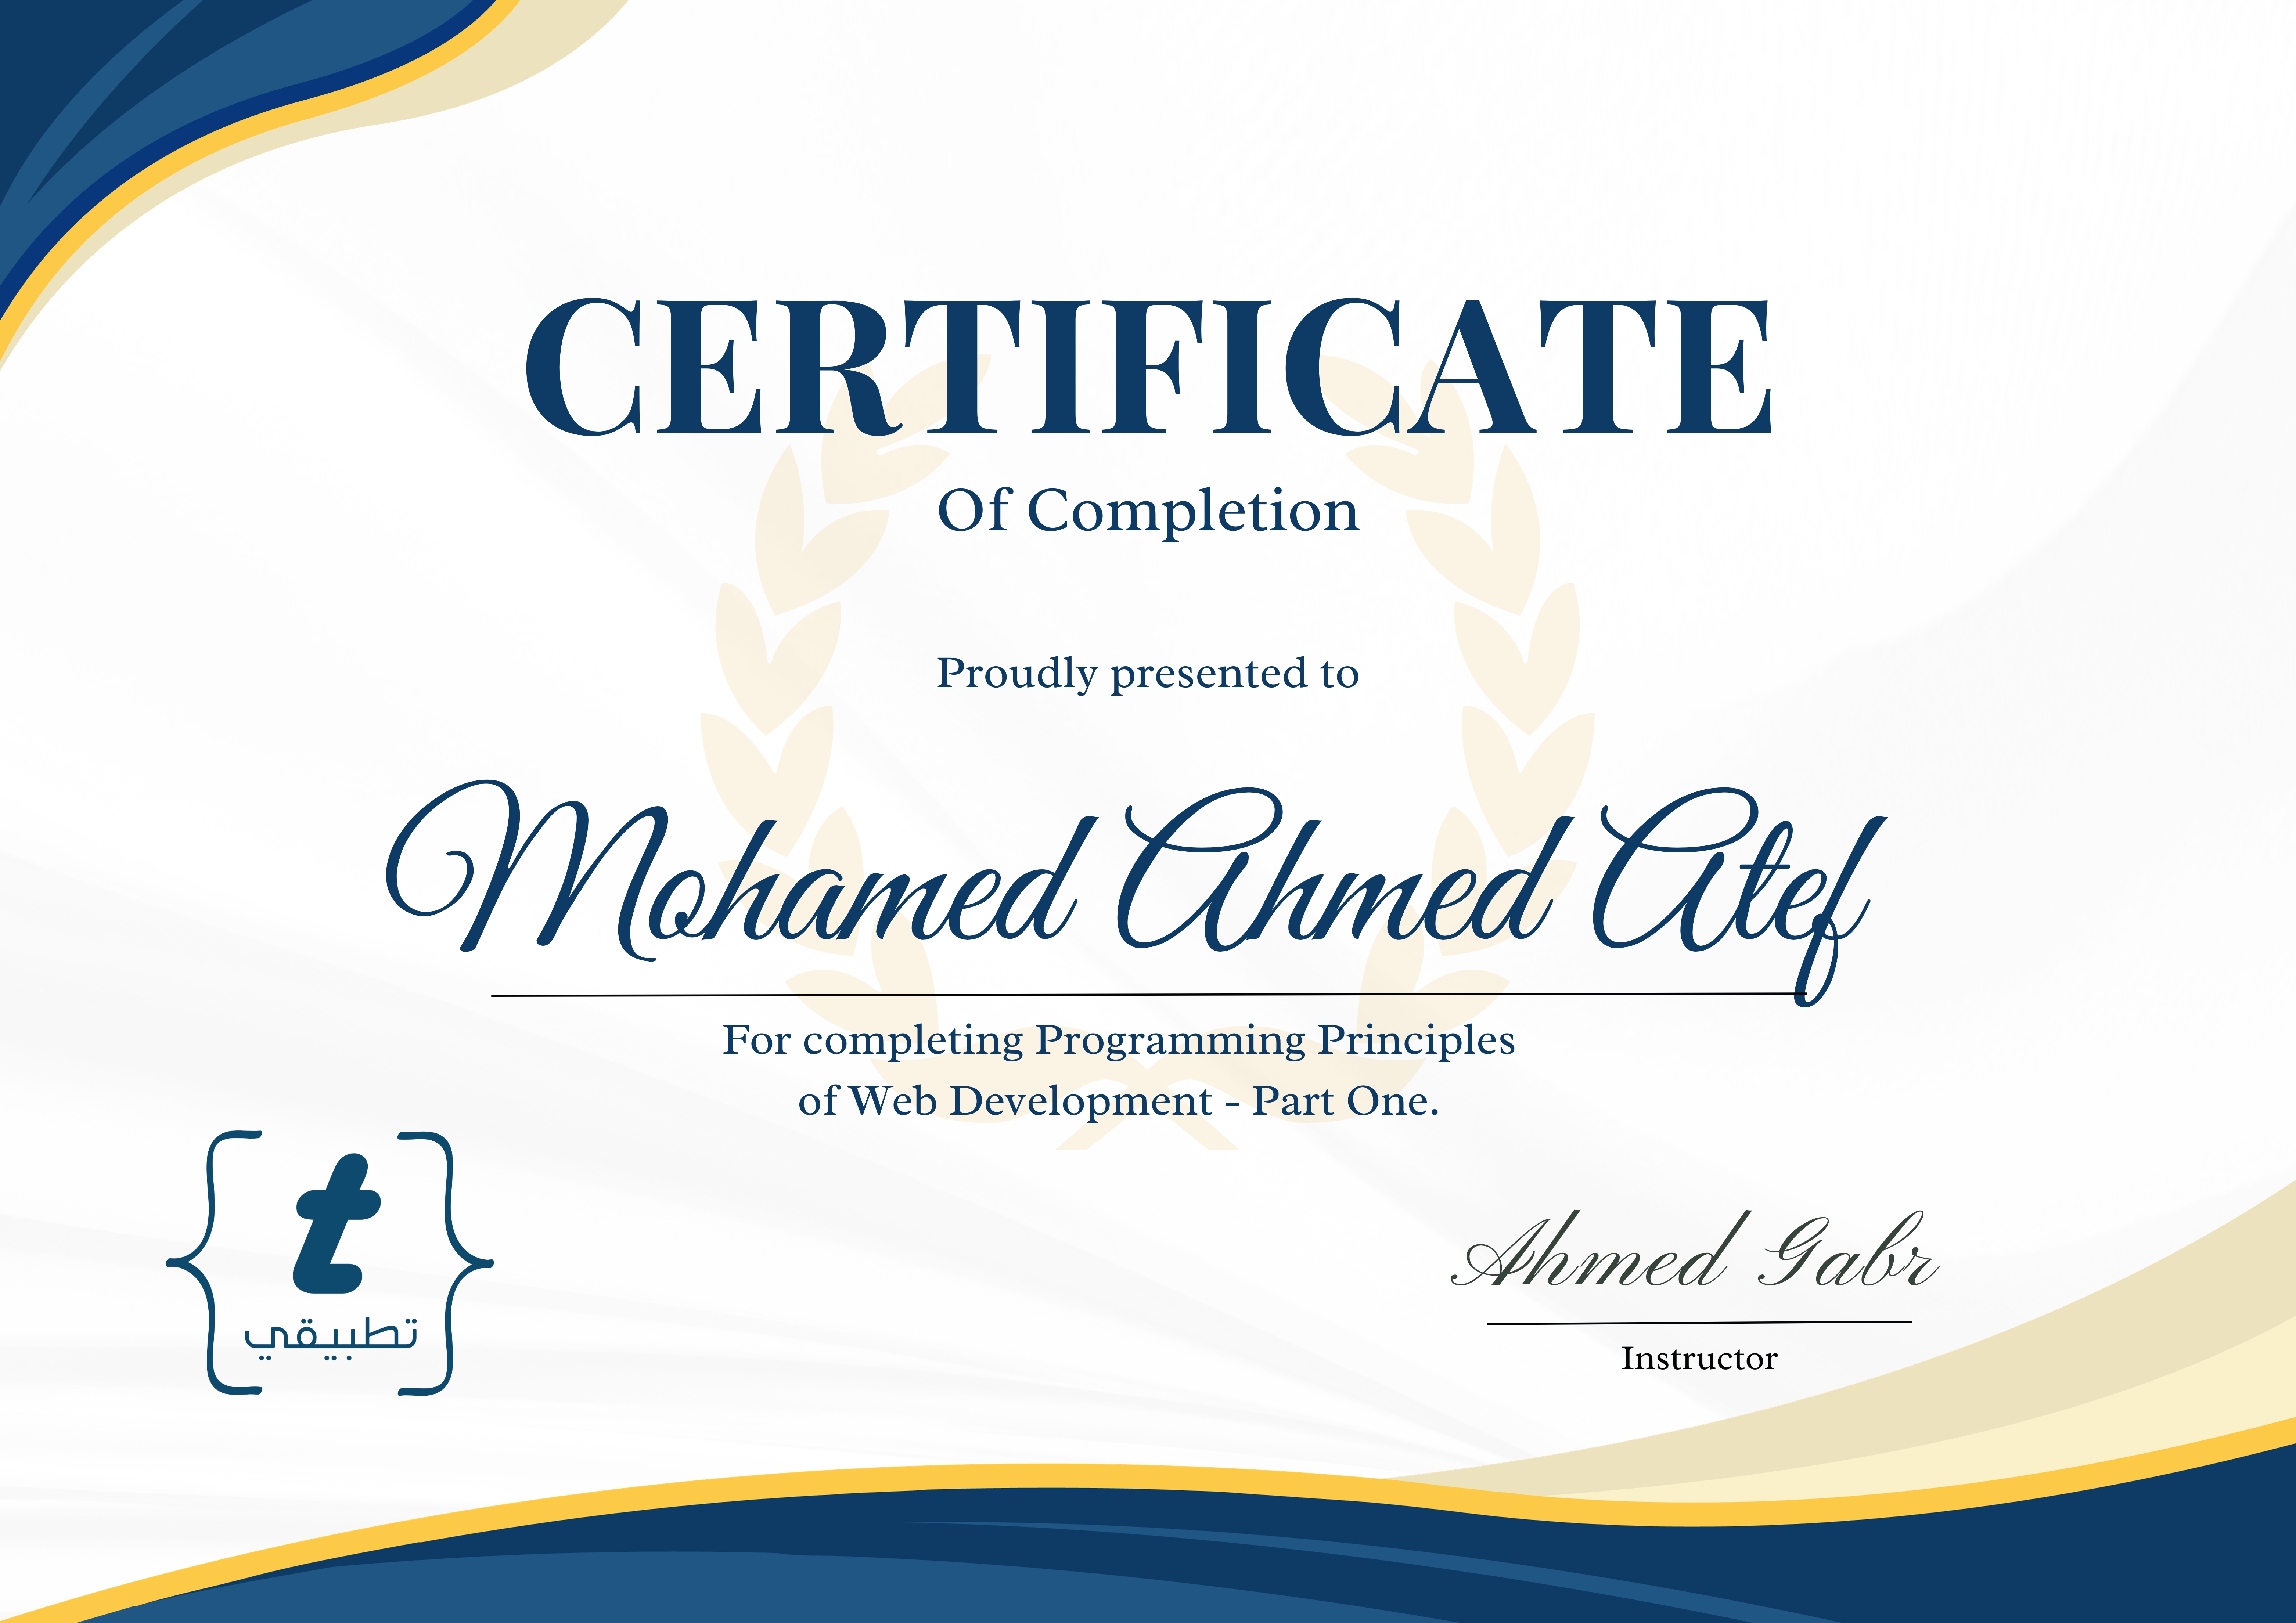 CERTIFICATE
Of Completion
Proudly presented to
Mohamed Ahmed Atef
For completing Programming Principles
of Web Development - Part One.
t
تطبيقي
Ahmed Gabr
Instructor